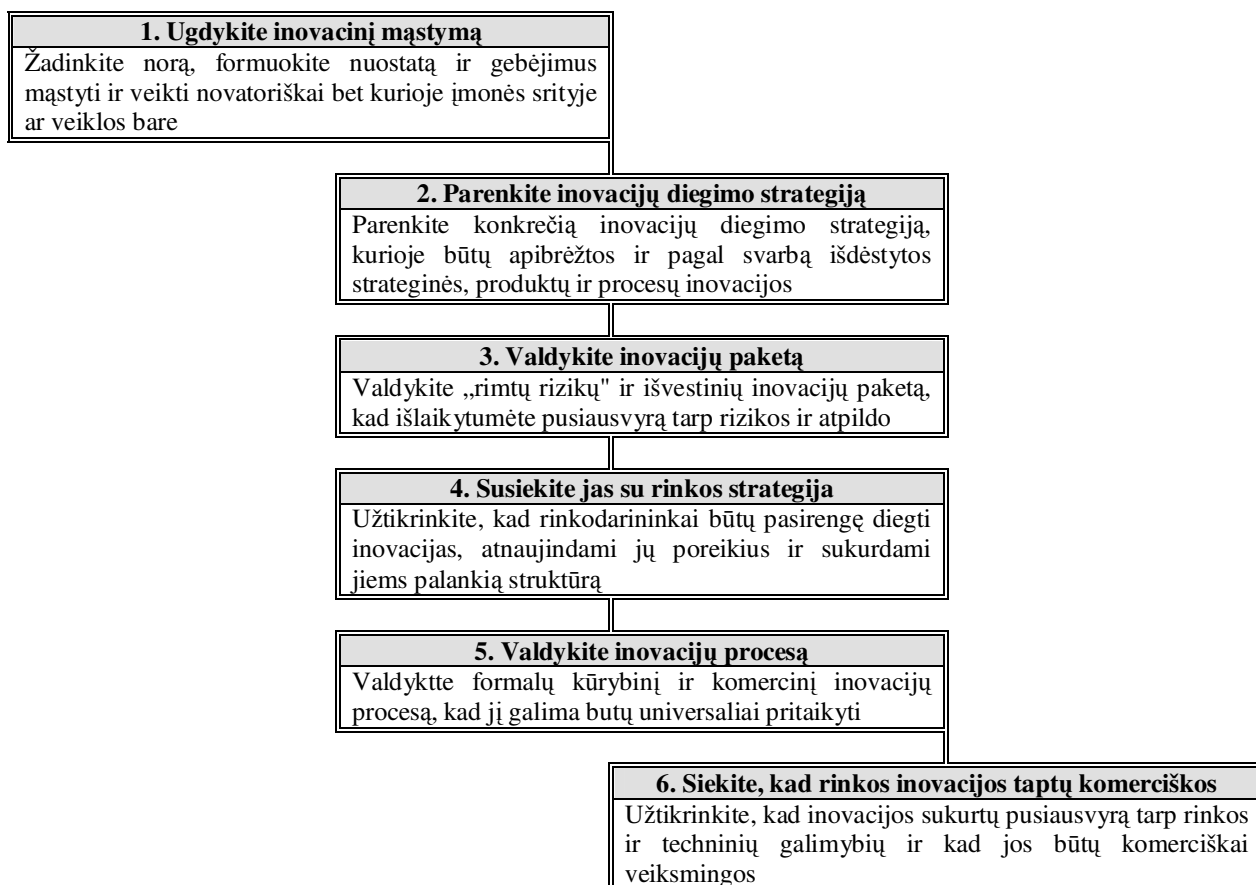 1. Ugdykite inovacinį mąstymą
Žadinkite norą, formuokite nuostatą ir gebėjimus
mąstyti ir veikti novatoriškai bet kurioje įmonės srityje
ar veiklos bare
2. Parenkite inovacijų diegimo strategiją
Parenkite konkrečią inovacijų diegimo strategiją,
kurioje būtų apibrėžtos ir pagal svarbą išdėstytos
strateginės, produktų ir procesų inovacijos
3. Valdykite inovacijų paketą
Valdykite „rimtų rizikų" ir išvestinių inovacijų paketą,
kad išlaikytumėte pusiausvyrą tarp rizikos ir atpildo
4. Susiekite jas su rinkos strategija
Užtikrinkite, kad rinkodarininkai būtų pasirengę diegti
inovacijas, atnaujindami jų poreikius ir sukurdami
jiems palankią struktūrą
5. Valdykite inovacijų procesą
Valdyktte formalų kūrybinį ir komercinį inovacijų
procesą, kad jį galima butų universaliai pritaikyti
6. Siekite, kad rinkos inovacijos taptų komerciškos
Užtikrinkite, kad inovacijos sukurtų pusiausvyrą tarp rinkos
ir techninių galimybių ir kad jos būtų komerciškai
veiksmingos